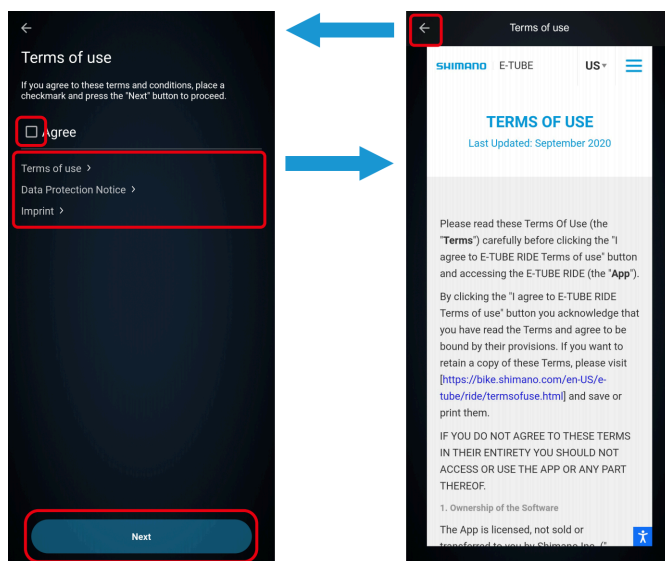 Terms of use
If you agree to these terms and conditions, place a
checkmark and press the "Next" button to proceed.
Agree
Terms of use >
Data Protection Notice >
Imprint >
Next
Terms of use
SHIMANO E-TUBE US
TERMS OF USE
Last Updated: September 2020
Please read these Terms Of Use (the
"Terms") carefully before clicking the "I
agree to E-TUBE RIDE Terms of use" button
and accessing the E-TUBE RIDE (the "App").
By clicking the "I agree to E-TUBE RIDE
Terms of use" button you acknowledge that
you have read the Terms and agree to be
bound by their provisions. If you want to
retain a copy of these Terms, please visit
[https://bike.shimano.com/en-US/e-
tube/ride/termsofuse.html] and save or
print them.
IF YOU DO NOT AGREE TO THESE TERMS
IN THEIR ENTIRETY YOU SHOULD NOT
ACCESS OR USE THE APP OR ANY PART
THEREOF.
1. Ownership of the Software
The App is licensed, not sold or
transferred to you by Shimano Inc. ("